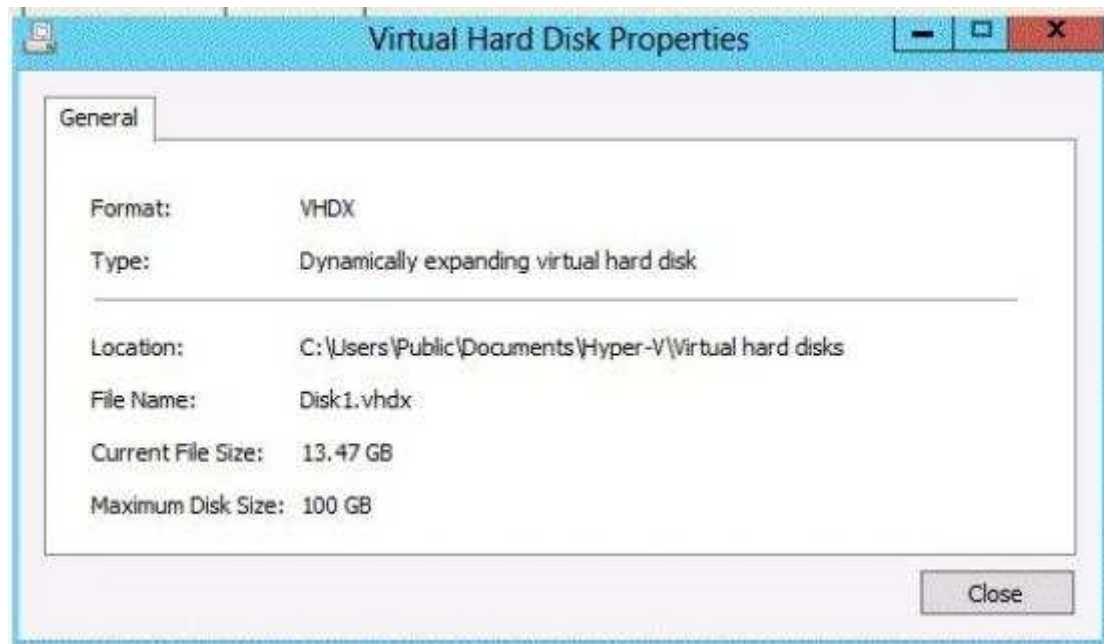 Virtual Hard Disk Properties
General
Format: VHDX
Type: Dynamically expanding virtual hard disk
Location: C:\Users\Public\Documents\Hyper-V\Virtual hard disks
File Name: Disk1.vhdx
Current File Size: 13.47 GB
Maximum Disk Size: 100 GB
Close